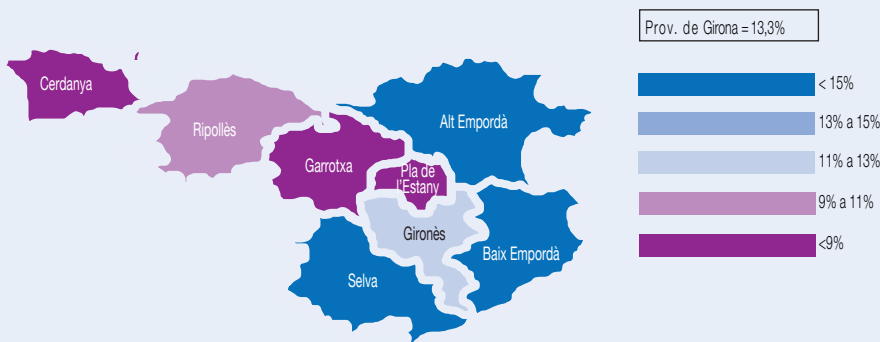 Prov. de Girona = 13,3%
Cerdanya
Ripollès
Garrotxa
Pla de
l'Estany
Alt Empordà
Gironès
Baix Empordà
Selva
< 15%
13% a 15%
11% a 13%
9% a 11%
<9%